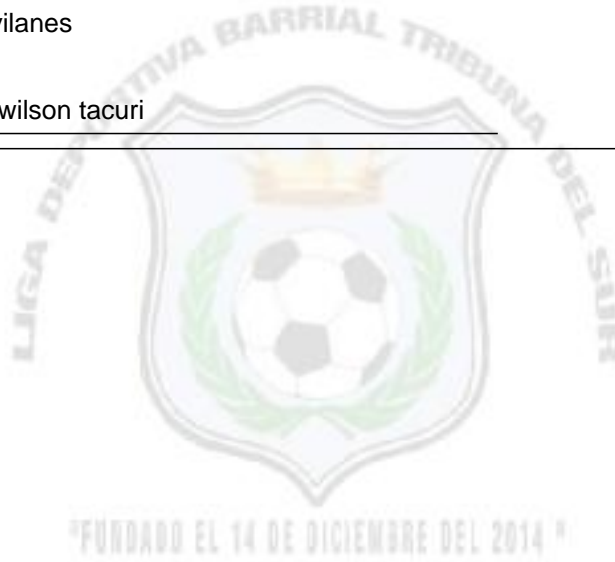 vilanes
wilson tacuri
LIGA DEPORTIVA BARRIAL TRIBUNA DEL SUR
"FUNDADO EL 14 DE DICIEMBRE DEL 2014 "